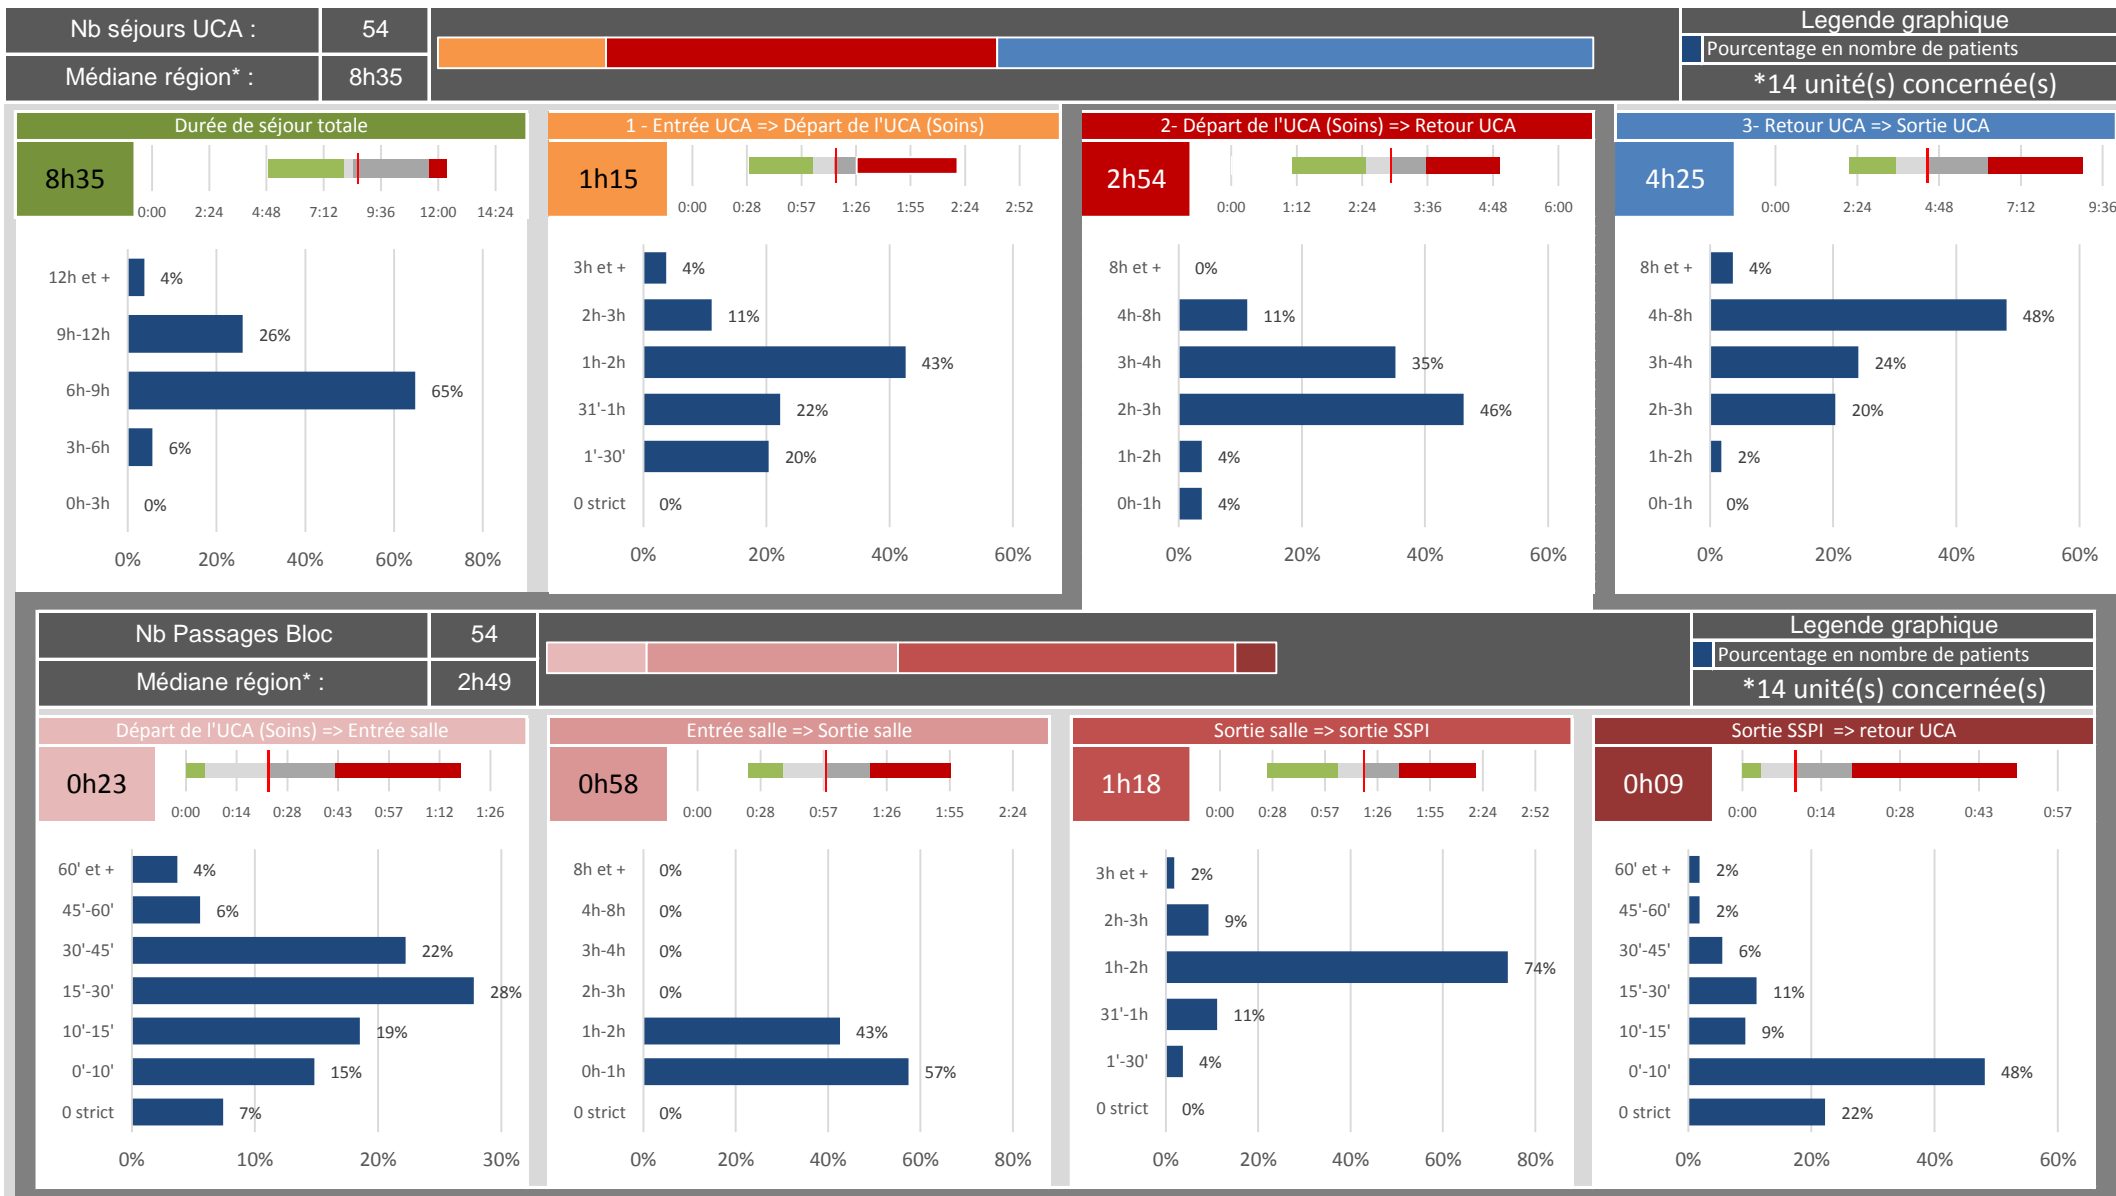 Nb séjours UCA : 54
Médiane région* : 8h35
Legende graphique
Pourcentage en nombre de patients
*14 unité(s) concernée(s)
Durée de séjour totale
8h35
0:00 2:24 4:48 7:12 9:36 12:00 14:24
12h et + 4%
9h-12h 26%
6h-9h 65%
3h-6h 6%
0h-3h 0%
0% 20% 40% 60% 80%
1 - Entrée UCA => Départ de l'UCA (Soins)
1h15
0:00 0:28 0:57 1:26 1:55 2:24 2:52
3h et + 4%
2h-3h 11%
1h-2h 43%
31'-1h 22%
1'-30' 20%
0 strict 0%
0% 20% 40% 60%
2- Départ de l'UCA (Soins) => Retour UCA
2h54
0:00 1:12 2:24 3:36 4:48 6:00
8h et + 0%
4h-8h 11%
3h-4h 35%
2h-3h 46%
1h-2h 4%
0h-1h 4%
0% 20% 40% 60%
3- Retour UCA => Sortie UCA
4h25
0:00 2:24 4:48 7:12 9:36
8h et + 4%
4h-8h 48%
3h-4h 24%
2h-3h 20%
1h-2h 2%
0h-1h 0%
0% 20% 40% 60%
Nb Passages Bloc 54
Médiane région* : 2h49
Legende graphique
Pourcentage en nombre de patients
*14 unité(s) concernée(s)
Départ de l'UCA (Soins) => Entrée salle
0h23
0:00 0:14 0:28 0:43 0:57 1:12 1:26
60' et + 4%
45'-60' 6%
30'-45' 22%
15'-30' 28%
10'-15' 19%
0'-10' 15%
0 strict 7%
0% 10% 20% 30%
Entrée salle => Sortie salle
0h58
0:00 0:28 0:57 1:26 1:55 2:24
8h et + 0%
4h-8h 0%
3h-4h 0%
2h-3h 0%
1h-2h 43%
0h-1h 57%
0 strict 0%
0% 20% 40% 60% 80%
Sortie salle => sortie SSPI
1h18
0:00 0:28 0:57 1:26 1:55 2:24 2:52
3h et + 2%
2h-3h 9%
1h-2h 74%
31'-1h 11%
1'-30' 4%
0 strict 0%
0% 20% 40% 60% 80%
Sortie SSPI => retour UCA
0h09
0:00 0:14 0:28 0:43 0:57
60' et + 2%
45'-60' 2%
30'-45' 6%
15'-30' 11%
10'-15' 9%
0'-10' 48%
0 strict 22%
0% 20% 40% 60%